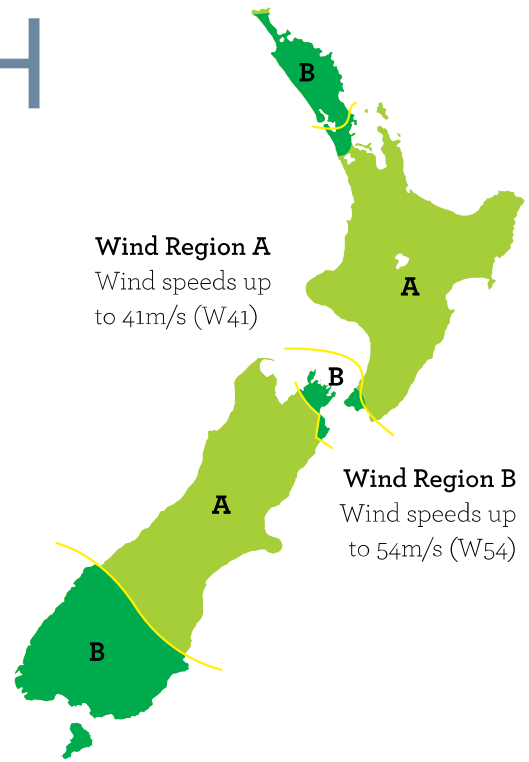 B
Wind Region A
Wind speeds up
to 41m/s (W41)
A
B
Wind Region B
Wind speeds up
to 54m/s (W54)
A
B